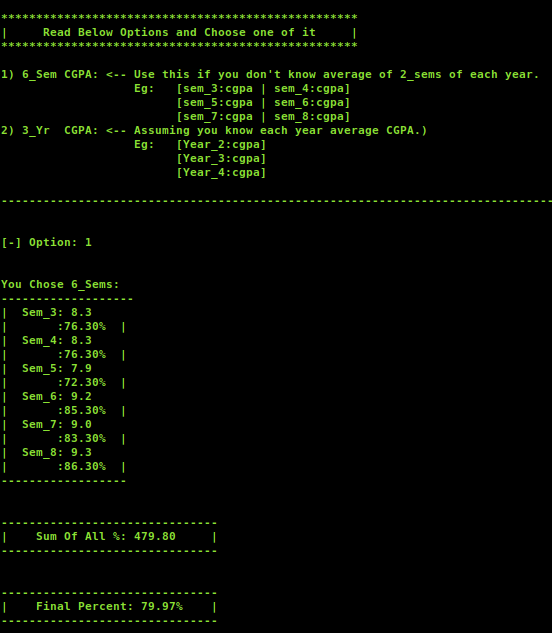 ***************************************************
|     Read Below Options and Choose one of it     |
***************************************************
1) 6_Sem CGPA: <-- Use this if you don't know average of 2_sems of each year.
                   Eg:   [sem_3:cgpa | sem_4:cgpa]
                         [sem_5:cgpa | sem_6:cgpa]
                         [sem_7:cgpa | sem_8:cgpa]
2) 3_Yr  CGPA: <-- Assuming you know each year average CGPA.)
                   Eg:   [Year_2:cgpa]
                         [Year_3:cgpa]
                         [Year_4:cgpa]
-------------------------------------------------------------------------------
[-] Option: 1
You Chose 6_Sems:
-------------------
|  Sem_3: 8.3
|       :76.30%  |
|  Sem_4: 8.3
|       :76.30%  |
|  Sem_5: 7.9
|       :72.30%  |
|  Sem_6: 9.2
|       :85.30%  |
|  Sem_7: 9.0
|       :83.30%  |
|  Sem_8: 9.3
|       :86.30%  |
------------------
-------------------------------
|    Sum Of All %: 479.80     |
-------------------------------
-------------------------------
|    Final Percent: 79.97%    |
-------------------------------